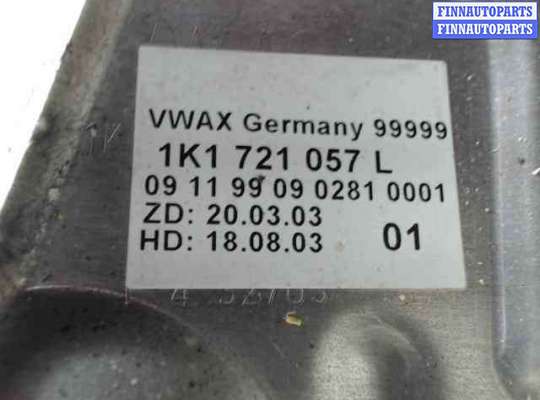 FINNAUTOPARTS
FINNAUTOPARTS
VWAX Germany 99999
1K1 721 057 L
09 11 99 09 0281 0001
ZD: 20.03.03
HD: 18.08.03 01